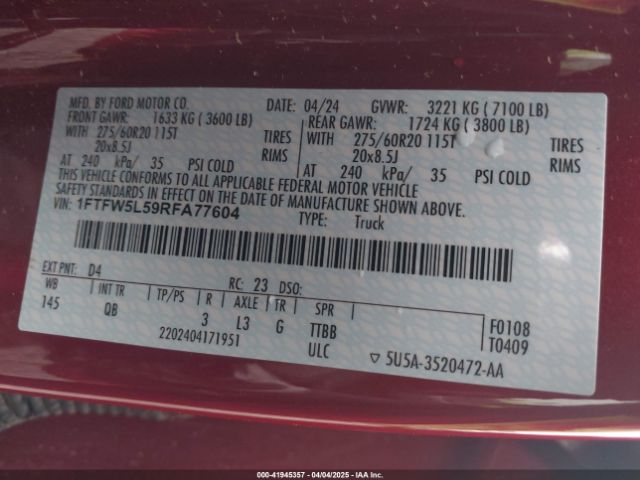 MFD. BY FORD MOTOR CO. DATE: 04/24 GVWR: 3221 KG ( 7100 LB)
FRONT GAWR: 1633 KG ( 3600 LB) REAR GAWR: 1724 KG ( 3800 LB)
WITH 275/60R20 115T TIRES WITH 275/60R20 115T TIRES
20x8.5J RIMS 20x8.5J RIMS
AT 240 kPa/ 35 PSI COLD AT 240 kPa/ 35 PSI COLD
THIS VEHICLE CONFORMS TO ALL APPLICABLE FEDERAL MOTOR VEHICLE
SAFETY STANDARDS IN EFFECT ON THE DATE OF MANUFACTURE SHOWN ABOVE.
VIN: 1FTFW5L59RFA77604 TYPE: Truck
EXT PNT: D4 RC: 23 DSO:
WB INT TR TP/PS R AXLE TR SPR
145 QB 3 L3 G TTBB F0108
2202404171951 ULC T0409
▽ 5U5A-3520472-AA
000-41945357 - 04/04/2025 - IAAI, Inc.